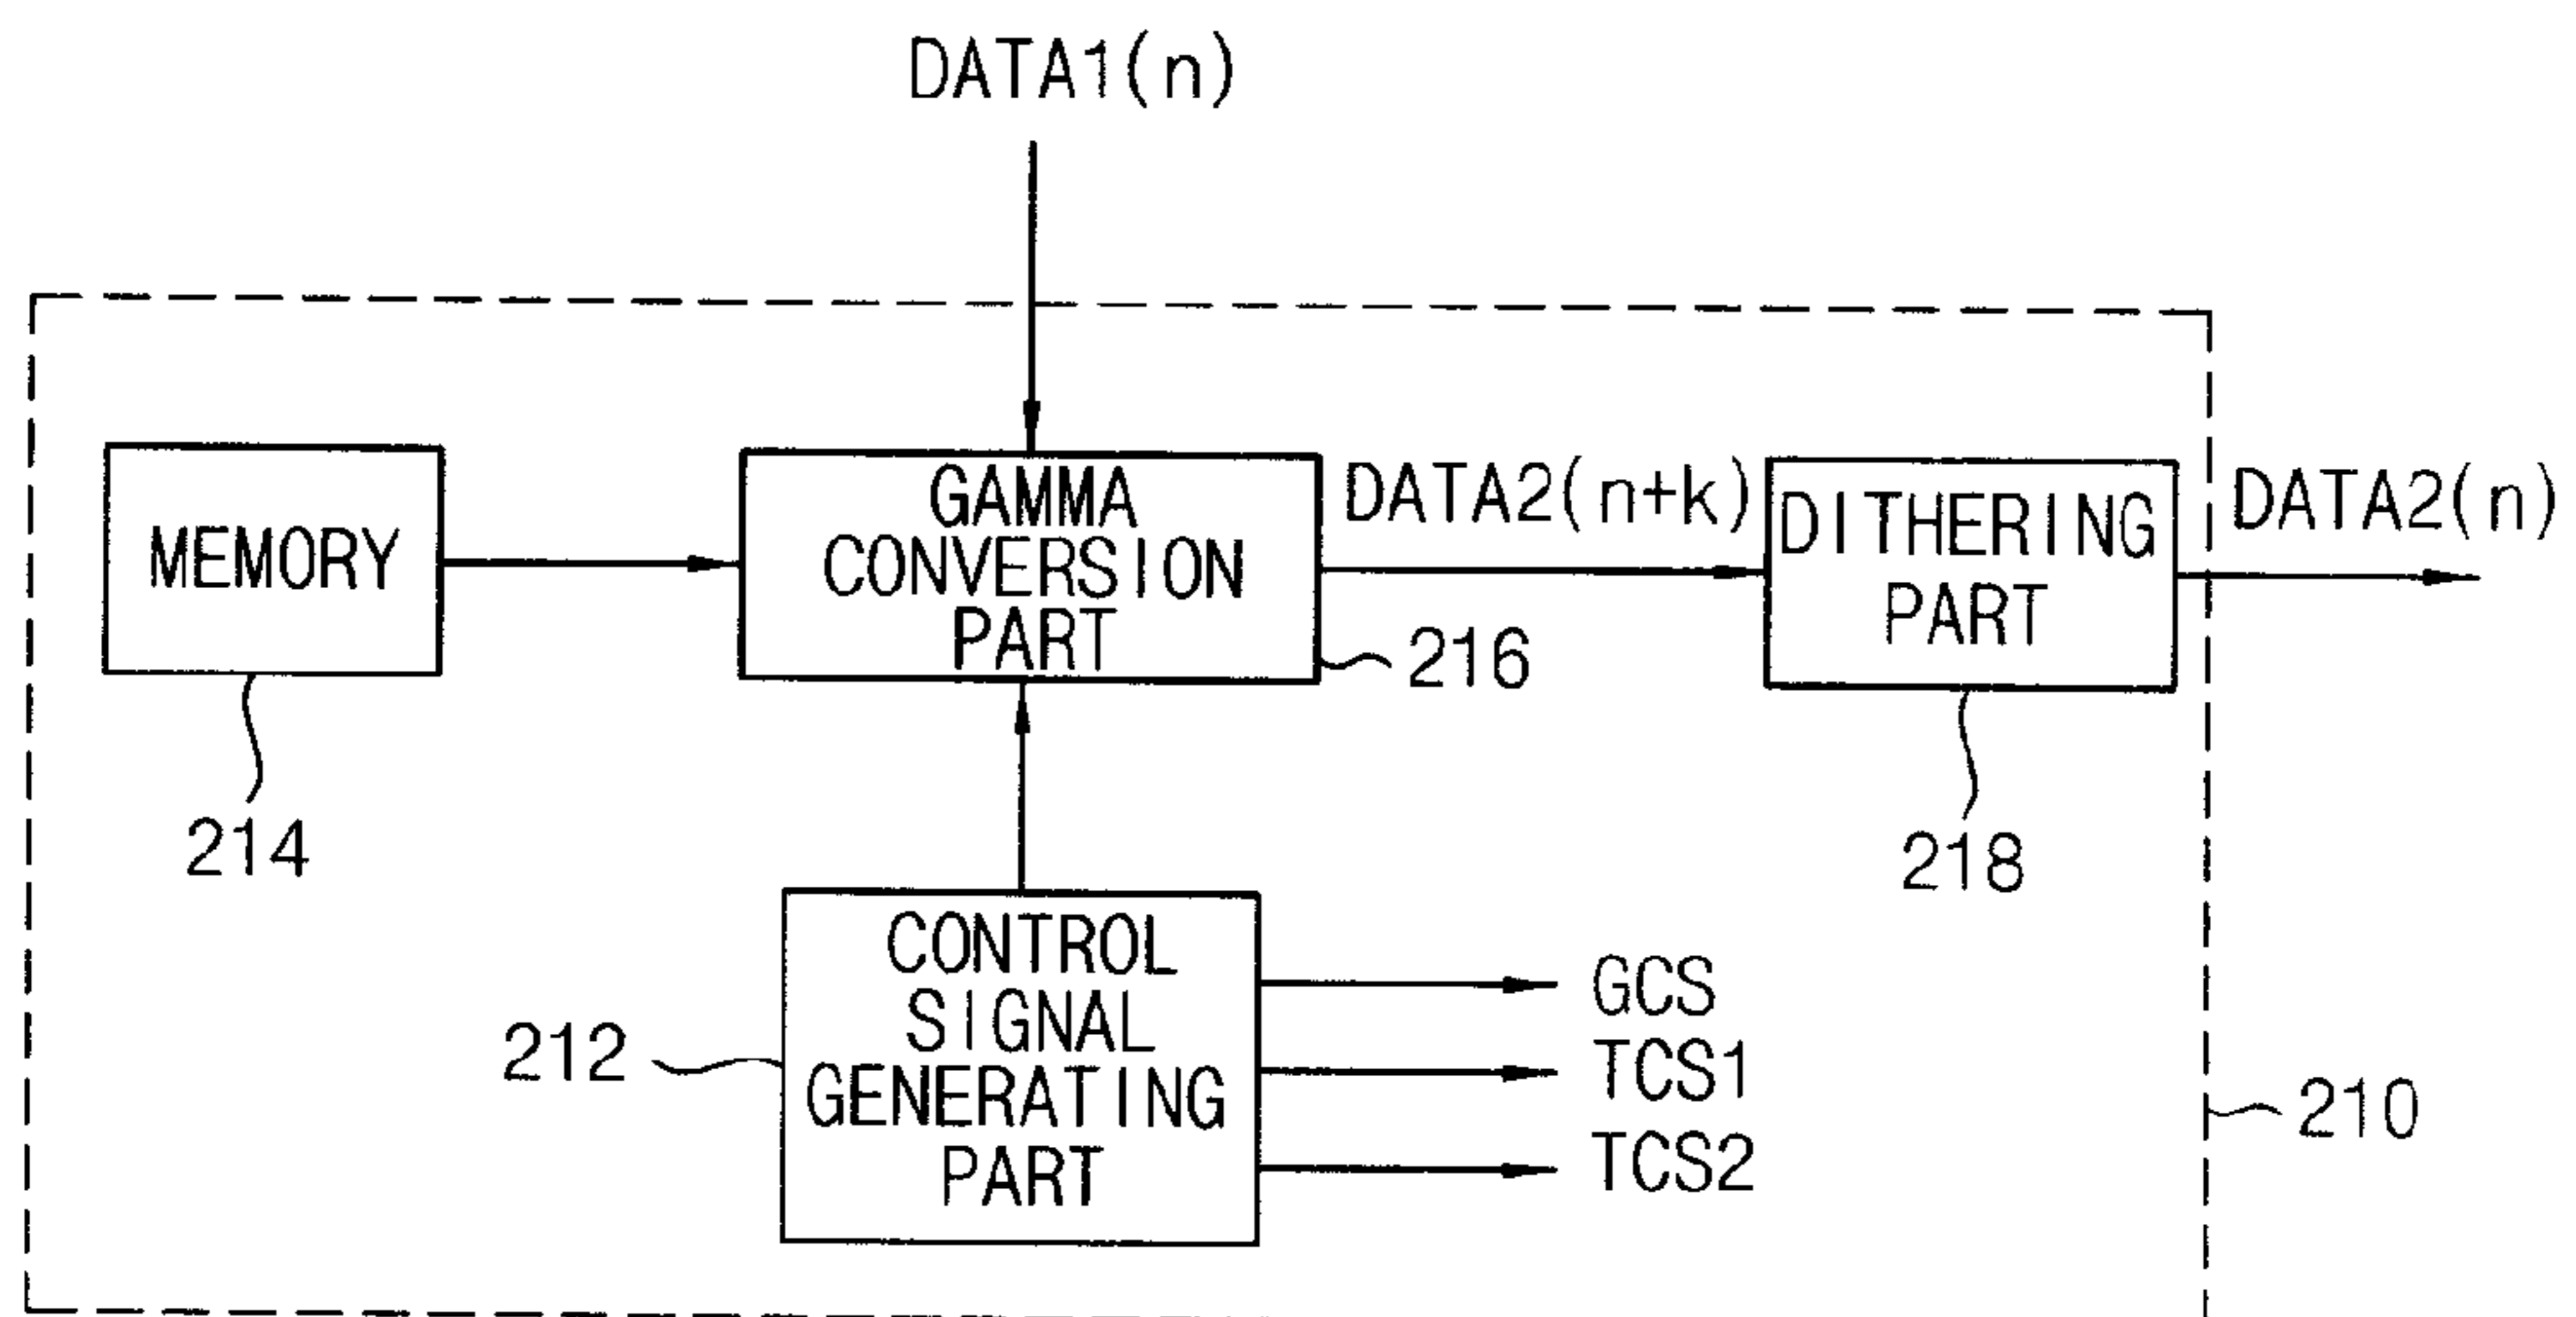 DATA1(n)
MEMORY
GAMMA
CONVERSION
PART
DATA2(n+k)
DITHERING
PART
DATA2(n)
216
214
218
CONTROL
SIGNAL
GENERATING
PART
212
GCS
TCS1
TCS2
210